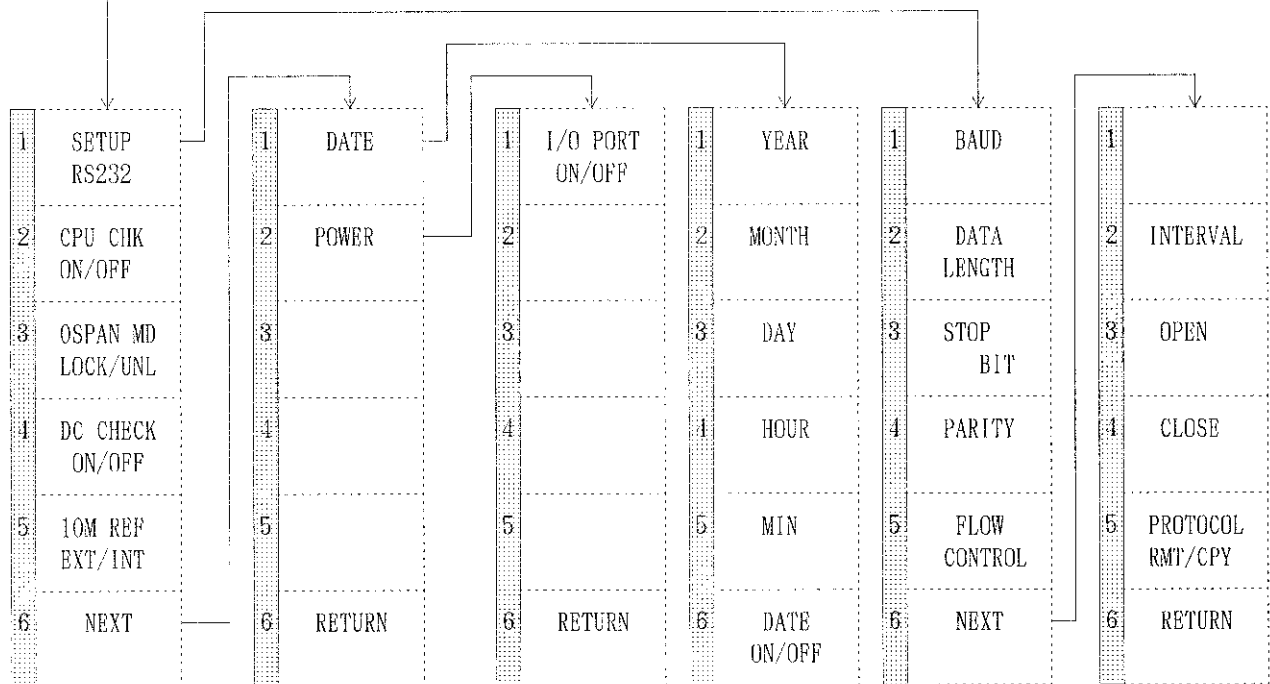 1
SETUP
RS232
2
CPU CHK
ON/OFF
3
OSPAN MD
LOCK/UNL
4
DC CHECK
ON/OFF
5
10M REF
EXT/INT
6
NEXT
1
DATE
2
POWER
3
4
5
6
RETURN
1
I/O PORT
ON/OFF
2
3
4
5
6
RETURN
1
YEAR
2
MONTH
3
DAY
4
HOUR
5
MIN
6
DATE
ON/OFF
1
BAUD
2
DATA
LENGTH
3
STOP
BIT
4
PARITY
5
FLOW
CONTROL
6
NEXT
1
2
INTERVAL
3
OPEN
4
CLOSE
5
PROTOCOL
RMT/CPY
6
RETURN